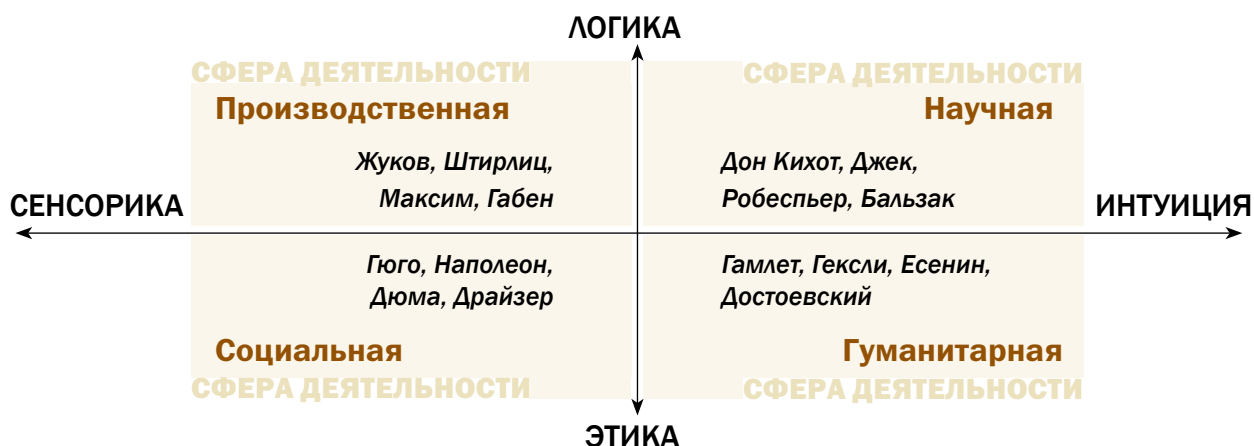 ЛОГИКА
СФЕРА ДЕЯТЕЛЬНОСТИ
Производственная
Жуков, Штирлиц,
Максим, Габен
СФЕРА ДЕЯТЕЛЬНОСТИ
Научная
Дон Кихот, Джек,
Робеспьер, Бальзак
СЕНСОРИКА
ИНТУИЦИЯ
Гюго, Наполеон,
Дюма, Драйзер
Социальная
СФЕРА ДЕЯТЕЛЬНОСТИ
Гамлет, Гексли, Есенин,
Достоевский
Гуманитарная
СФЕРА ДЕЯТЕЛЬНОСТИ
ЭТИКА